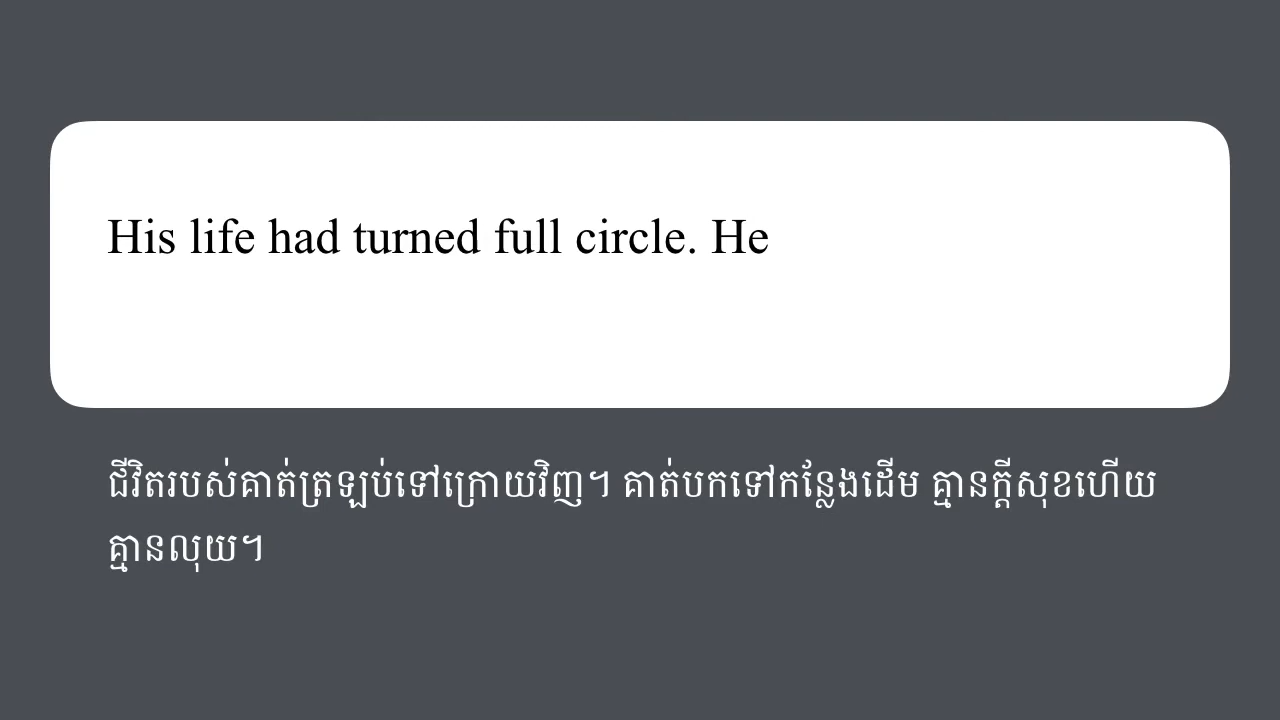 His life had turned full circle. He
ជីវិតរបស់គាត់ត្រឡប់ទៅក្រោយវិញ។ គាត់បកទៅកន្លែងដើម គ្មានក្តីសុខហើយ
គ្មានលុយ។